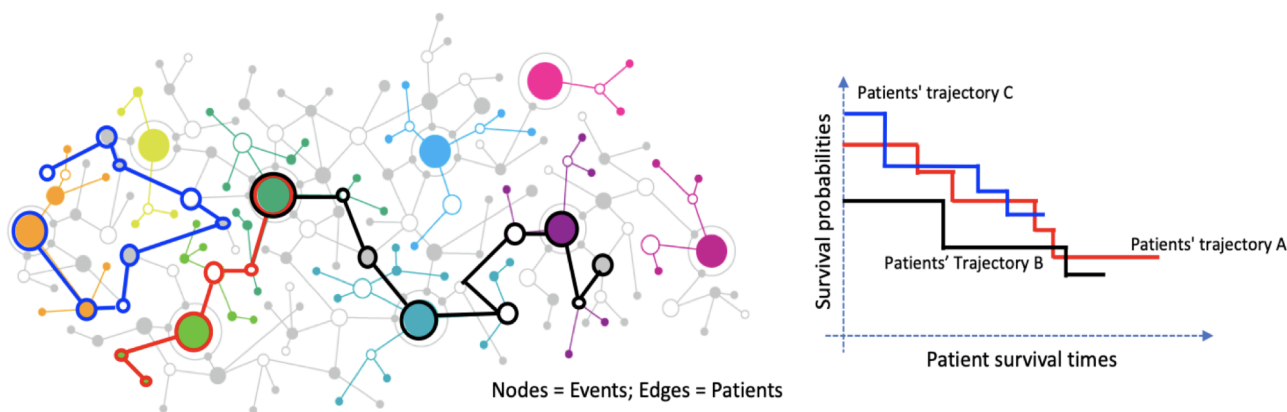 Nodes = Events; Edges = Patients
Survival probabilities
Patients' trajectory C
Patients' trajectory A
Patients’ Trajectory B
Patient survival times